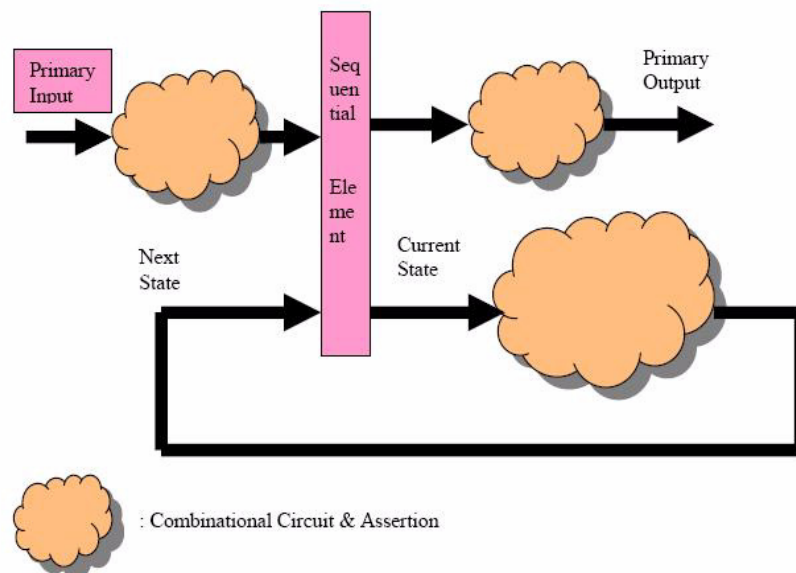 Primary
Input
Seq
uen
tial
Ele
me
nt
Primary
Output
Next
State
Current
State
: Combinational Circuit & Assertion